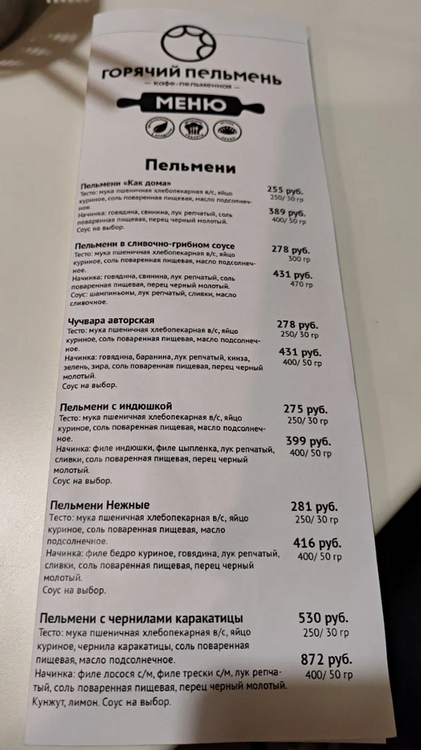 ГОРЯЧИЙ ПЕЛЬМЕНЬ
кафе-пельменная
МЕНЮ
Пельмени
Пельмени «Как дома»
255 руб.
Тесто: мука пшеничная хлебопекарная в/с, яйцо
250/ 30 гр
куриное, соль поваренная пищевая, масло подсолнеч-
ное.
389 руб.
Начинка: говядина, свинина, лук репчатый, соль
400/ 50 гр
поваренная пищевая, перец черный молотый.
Соус на выбор.
Пельмени в сливочно-грибном соусе
278 руб.
Тесто: мука пшеничная хлебопекарная в/с, яйцо
300 гр
куриное, соль поваренная пищевая, масло подсолнеч-
ное.
431 руб.
Начинка: говядина, свинина, лук репчатый, соль
470 гр
поваренная пищевая, перец черный молотый.
Соус: шампиньоны, лук репчатый, сливки, масло
сливочное.
Чучвара авторская
278 руб.
Тесто: мука пшеничная хлебопекарная в/с, яйцо
250/ 30 гр
куриное, соль поваренная пищевая, масло подсолнеч-
ное.
431 руб.
Начинка: говядина, баранина, лук репчатый, кинза,
400/ 50 гр
зелень, зира, соль поваренная пищевая, перец черный
молотый.
Соус на выбор.
Пельмени с индюшкой
275 руб.
Тесто: мука пшеничная хлебопекарная в/с, яйцо
250/ 30 гр
куриное, соль поваренная пищевая, масло подсолнеч-
ное.
399 руб.
Начинка: филе индюшки, филе цыпленка, лук репчатый,
400/ 50 гр
сливки, соль поваренная пищевая, перец черный
молотый.
Соус на выбор.
Пельмени Нежные
281 руб.
Тесто: мука пшеничная хлебопекарная в/с, яйцо
250/ 30 гр
куриное, соль поваренная пищевая, масло
подсолнечное.
416 руб.
Начинка: филе бедро куриное, говядина, лук репчатый,
400/ 50 гр
сливки, соль поваренная пищевая, перец черный
молотый.
Соус на выбор.
Пельмени с чернилами каракатицы
530 руб.
Тесто: мука пшеничная хлебопекарная в/с, яйцо
250/ 30 гр
куриное, чернила каракатицы, соль поваренная
пищевая, масло подсолнечное.
872 руб.
Начинка: филе лосося с/м, филе трески с/м, лук репча-
400/ 50 гр
тый, соль поваренная пищевая, перец черный молотый.
Кунжут, лимон. Соус на выбор.